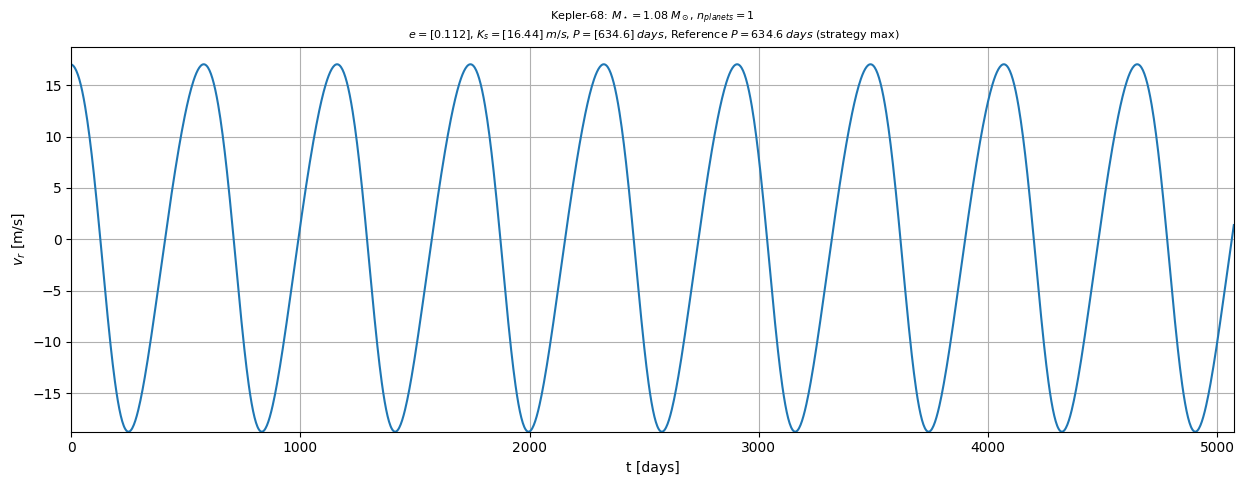 Kepler-68: $M_\star = 1.08\ M_\odot$, $n_{planets} = 1$
$e = [0.112]$, $K_s = [16.44]\ m/s$, $P = [634.6]\ days$, Reference $P = 634.6\ days$ (strategy max)
15
10
5
0
−5
−10
−15
$v_r$ [m/s]
0 1000 2000 3000 4000 5000
t [days]